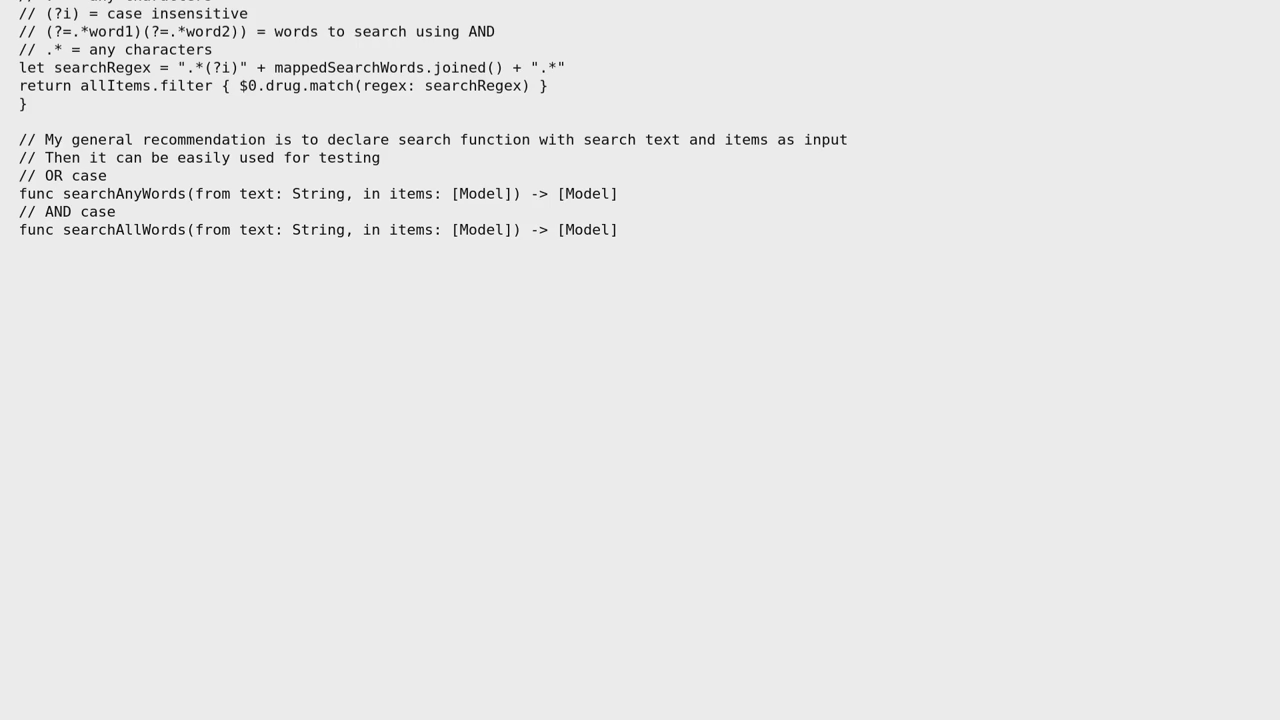 // (?i) = case insensitive
// (?=.*word1)(?=.*word2)) = words to search using AND
// .* = any characters
let searchRegex = ".*(?i)" + mappedSearchWords.joined() + ".*"
return allItems.filter { $0.drug.match(regex: searchRegex) }
}
// My general recommendation is to declare search function with search text and items as input
// Then it can be easily used for testing
// OR case
func searchAnyWords(from text: String, in items: [Model]) -> [Model]
// AND case
func searchAllWords(from text: String, in items: [Model]) -> [Model]